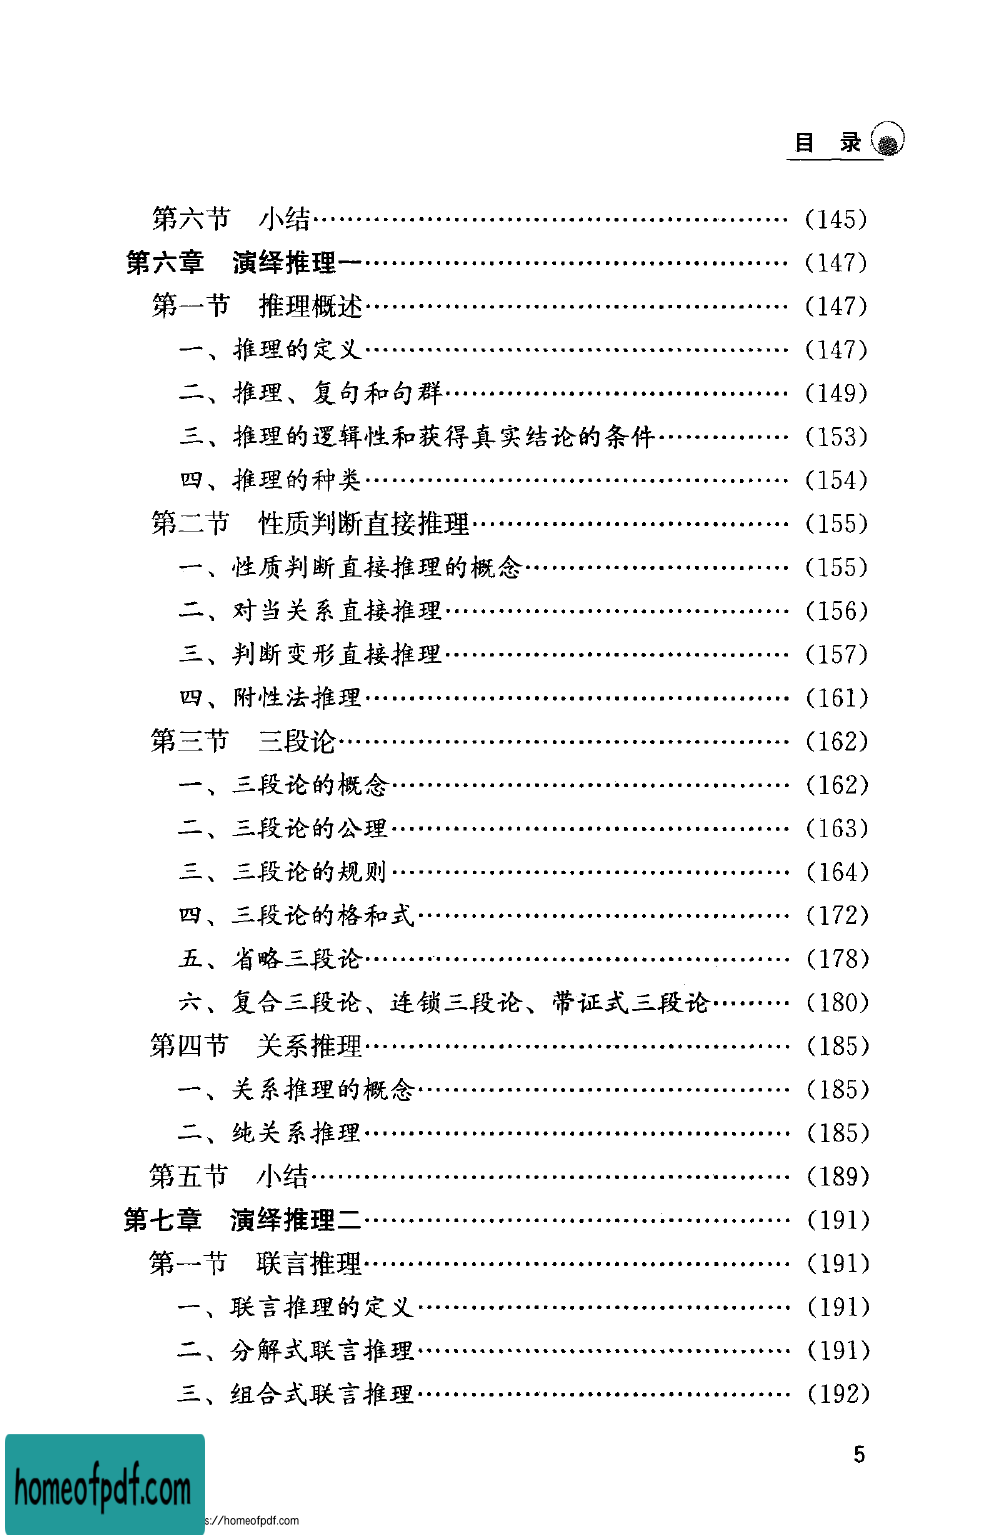 目 录
第六节 小结………………………………………………(145)
第六章 演绎推理一…………………………………………(147)
第一节 推理概述…………………………………………(147)
一、推理的定义…………………………………………(147)
二、推理、复句和句群…………………………………(149)
三、推理的逻辑性和获得真实结论的条件……………(153)
四、推理的种类…………………………………………(154)
第二节 性质判断直接推理………………………………(155)
一、性质判断直接推理的概念…………………………(155)
二、对当关系直接推理…………………………………(156)
三、判断变形直接推理…………………………………(157)
四、附性法推理…………………………………………(161)
第三节 三段论……………………………………………(162)
一、三段论的概念………………………………………(162)
二、三段论的公理………………………………………(163)
三、三段论的规则………………………………………(164)
四、三段论的格和式……………………………………(172)
五、省略三段论…………………………………………(178)
六、复合三段论、连锁三段论、带证式三段论………(180)
第四节 关系推理…………………………………………(185)
一、关系推理的概念……………………………………(185)
二、纯关系推理…………………………………………(185)
第五节 小结………………………………………………(189)
第七章 演绎推理二…………………………………………(191)
第一节 联言推理…………………………………………(191)
一、联言推理的定义……………………………………(191)
二、分解式联言推理……………………………………(191)
三、组合式联言推理……………………………………(192)
5
homeofpdf.com
s://homeofpdf.com